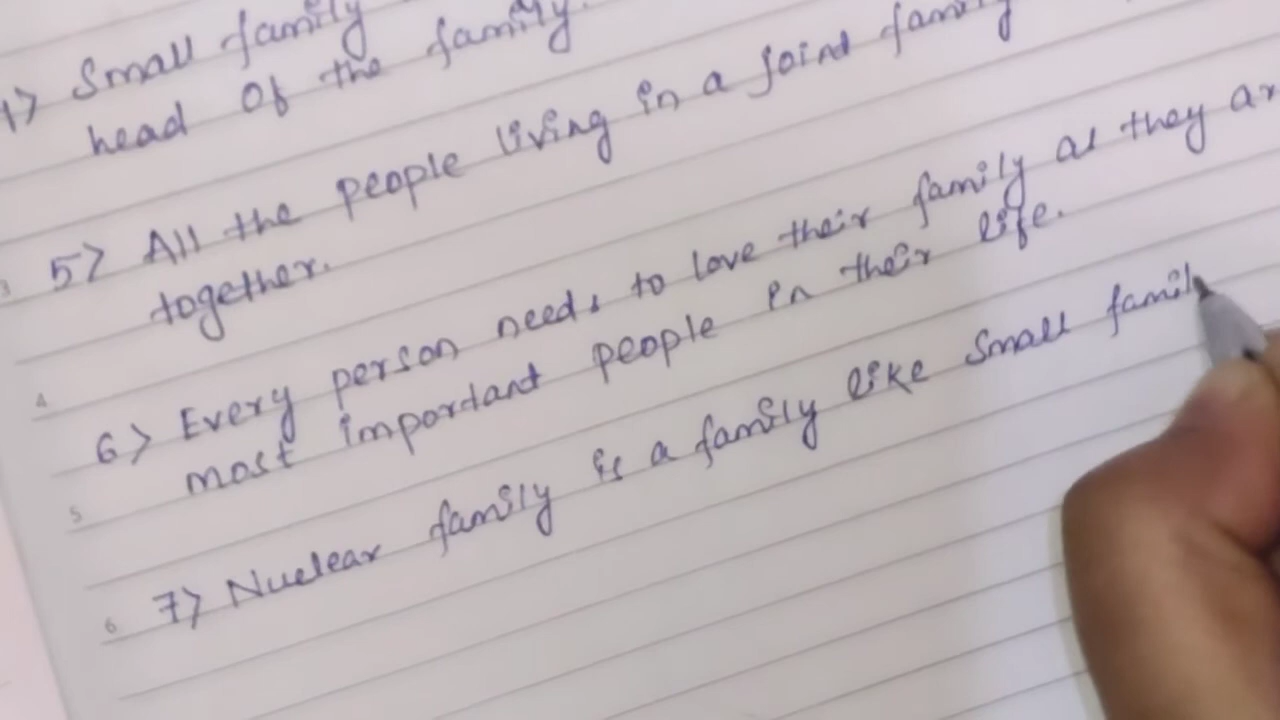 4> Small family
head of the family.
5> All the people living in a joint family
together.
6> Every person needs to love their family as they ar
most important people in their life.
7> Nuclear family is a family like small famil